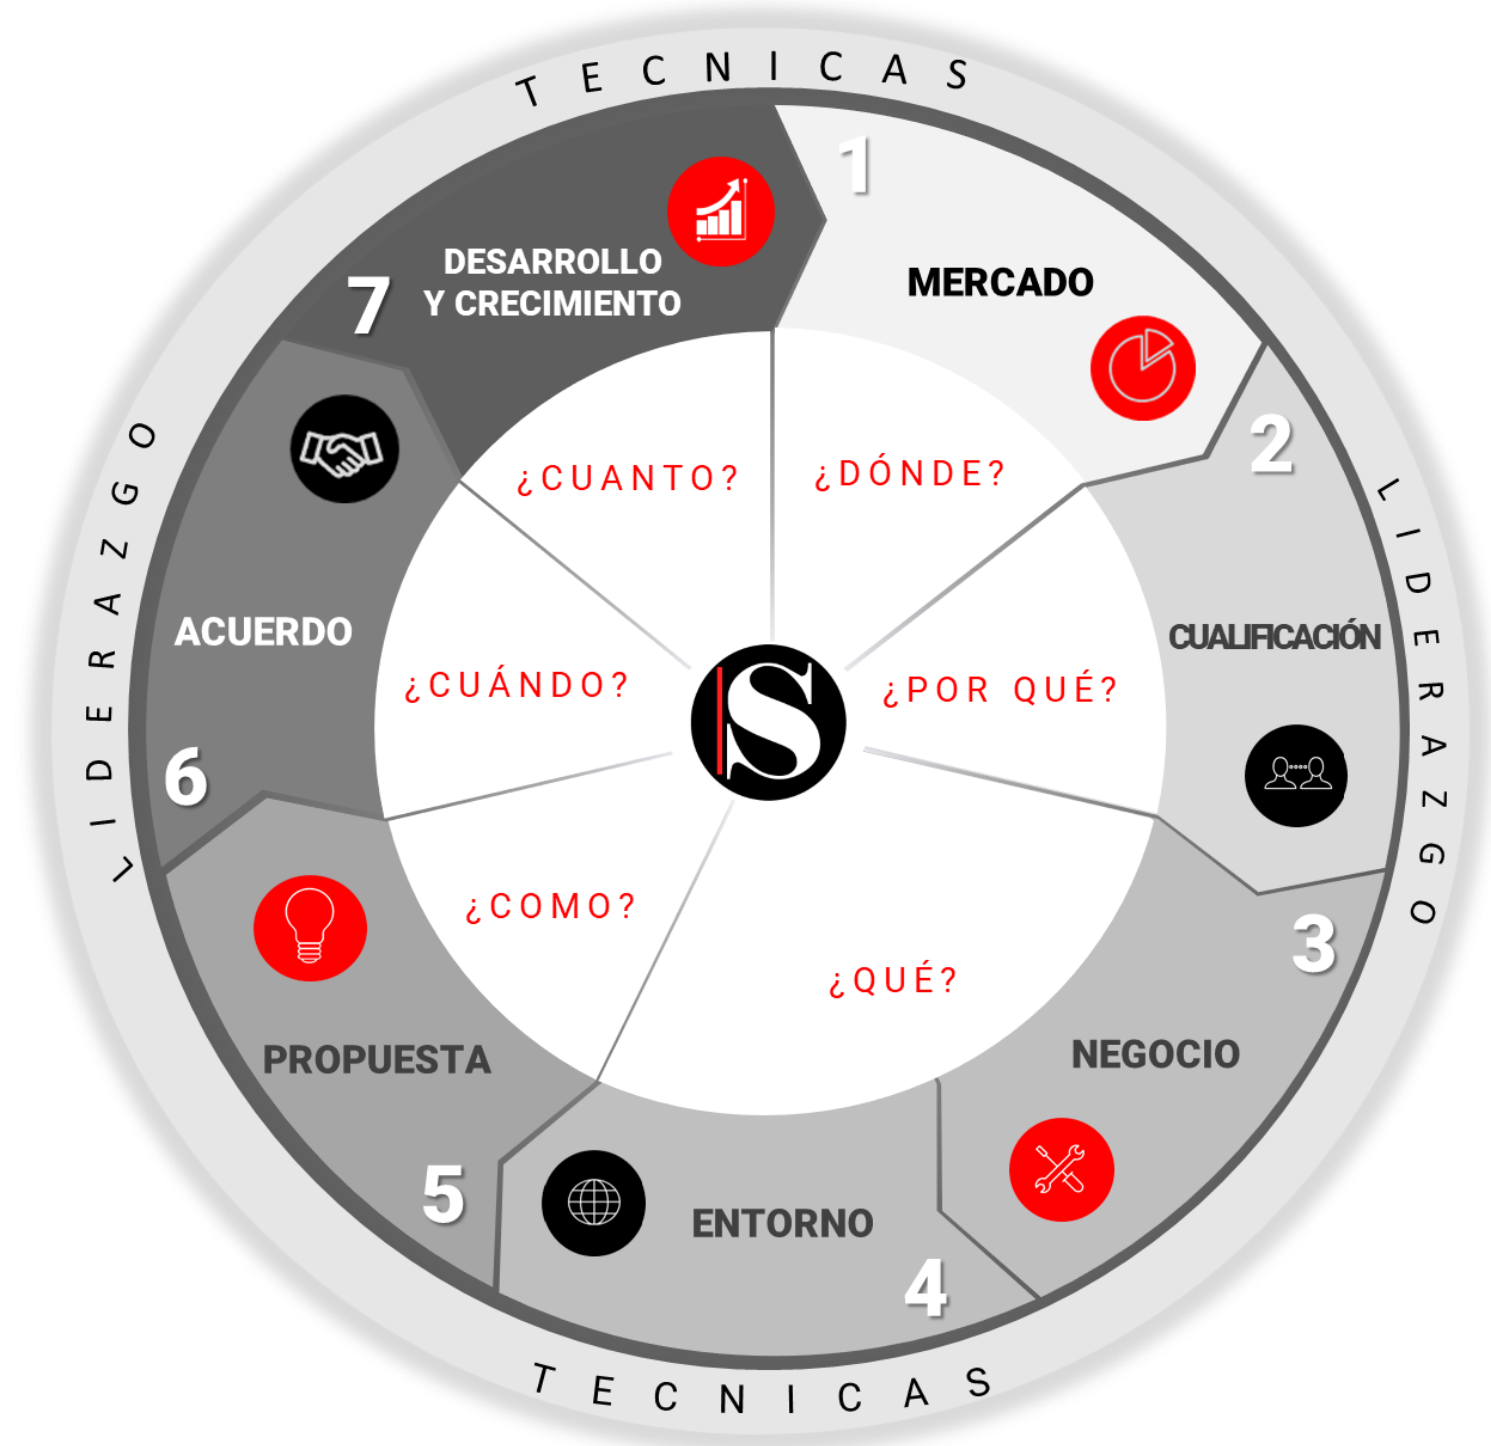 TECNICAS
1
MERCADO
2
CUALIFICACIÓN
3
NEGOCIO
4
ENTORNO
5
PROPUESTA
6
ACUERDO
7
DESARROLLO
Y CRECIMIENTO
¿DÓNDE?
¿POR QUÉ?
¿QUÉ?
¿COMO?
¿CUÁNDO?
¿CUANTO?
S
LIDERAZGO
TECNICAS
LIDERAZGO